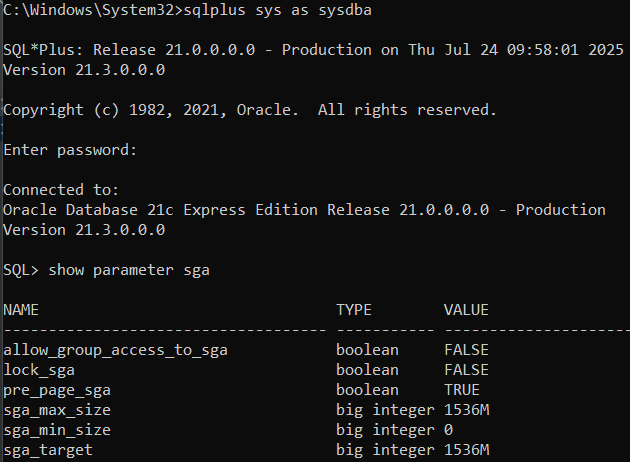 C:\Windows\System32>sqlplus sys as sysdba
SQL*Plus: Release 21.0.0.0.0 - Production on Thu Jul 24 09:58:01 2025
Version 21.3.0.0.0
Copyright (c) 1982, 2021, Oracle.  All rights reserved.
Enter password:
Connected to:
Oracle Database 21c Express Edition Release 21.0.0.0.0 - Production
Version 21.3.0.0.0
SQL> show parameter sga
NAME                                 TYPE        VALUE
------------------------------------ ----------- ---------------------
allow_group_access_to_sga            boolean     FALSE
lock_sga                             boolean     FALSE
pre_page_sga                         boolean     TRUE
sga_max_size                         big integer 1536M
sga_min_size                         big integer 0
sga_target                           big integer 1536M